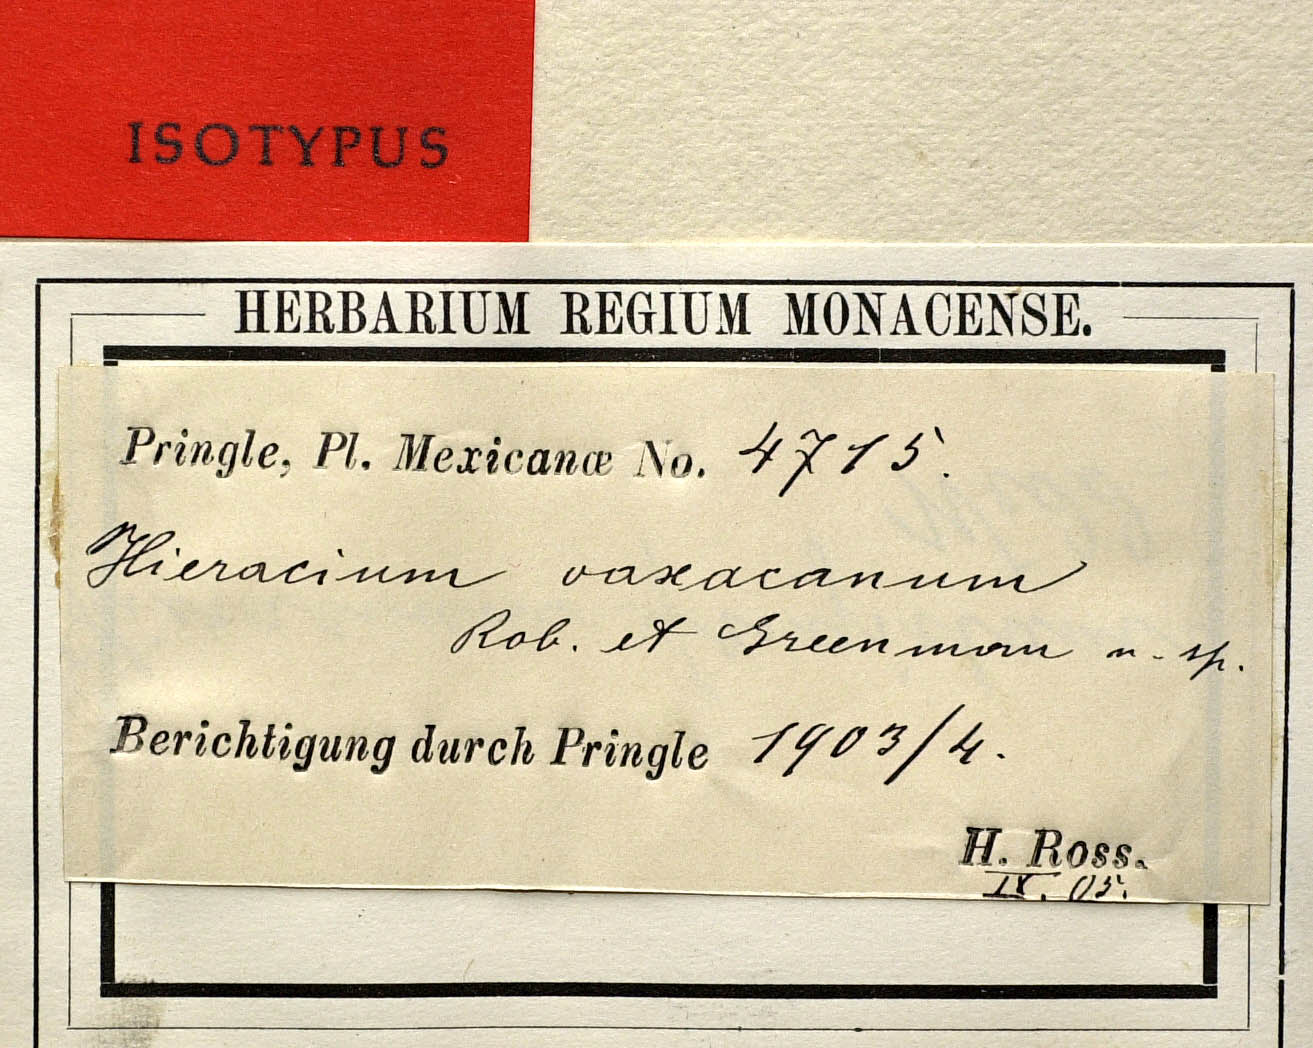 ISOTYPUS
HERBARIUM REGIUM MONACENSE.
Pringle, Pl. Mexicanæ No. 4715.
Hieracium oaxacanum
Rob. et Greenman n. sp.
Berichtigung durch Pringle 1903/4.
H. Ross.
IX. 05.